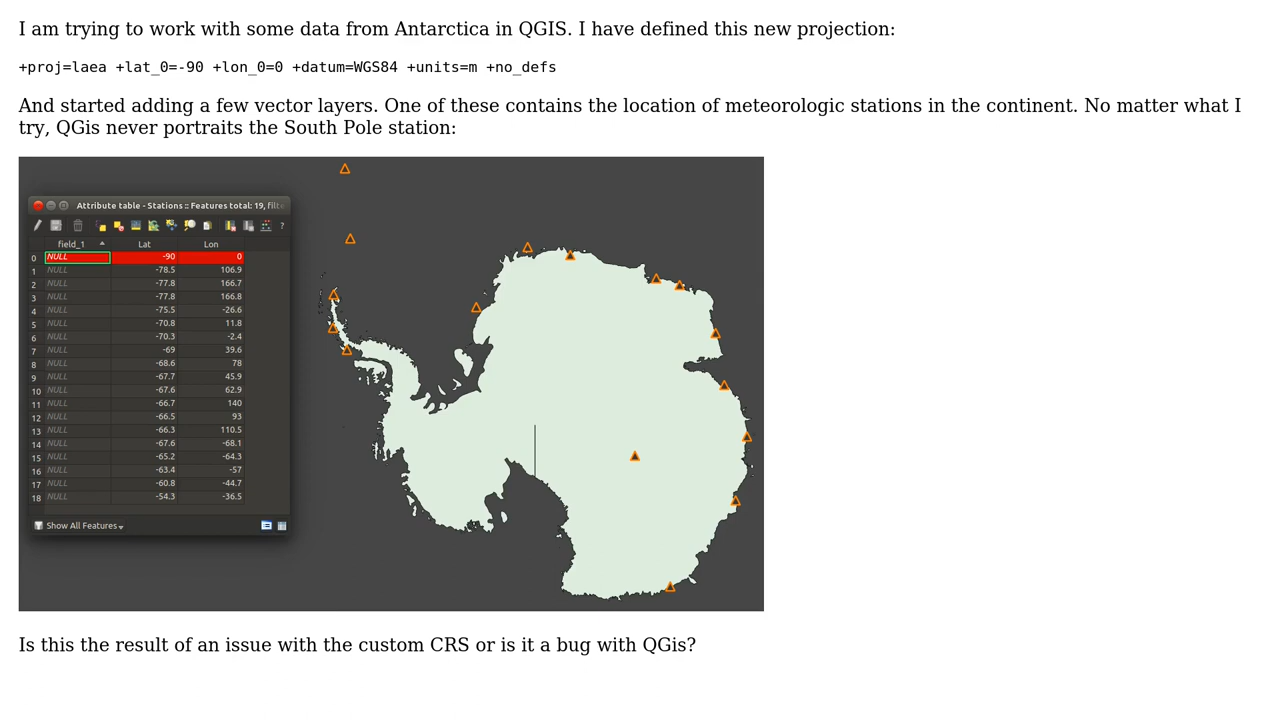 I am trying to work with some data from Antarctica in QGIS. I have defined this new projection:
+proj=laea +lat_0=-90 +lon_0=0 +datum=WGS84 +units=m +no_defs
And started adding a few vector layers. One of these contains the location of meteorologic stations in the continent. No matter what I
try, QGis never portraits the South Pole station:
Attribute table - Stations :: Features total: 19, filte
?
field_1 Lat Lon
0 NULL -90 0
1 NULL -78.5 106.9
2 NULL -77.8 166.7
3 NULL -77.8 166.8
4 NULL -75.5 -26.6
5 NULL -70.8 11.8
6 NULL -70.3 -2.4
7 NULL -69 39.6
8 NULL -68.6 78
9 NULL -67.7 45.9
10 NULL -67.6 62.9
11 NULL -66.7 140
12 NULL -66.5 93
13 NULL -66.3 110.5
14 NULL -67.6 -68.1
15 NULL -65.2 -64.3
16 NULL -63.4 -57
17 NULL -60.8 -44.7
18 NULL -54.3 -36.5
Show All Features
Is this the result of an issue with the custom CRS or is it a bug with QGis?